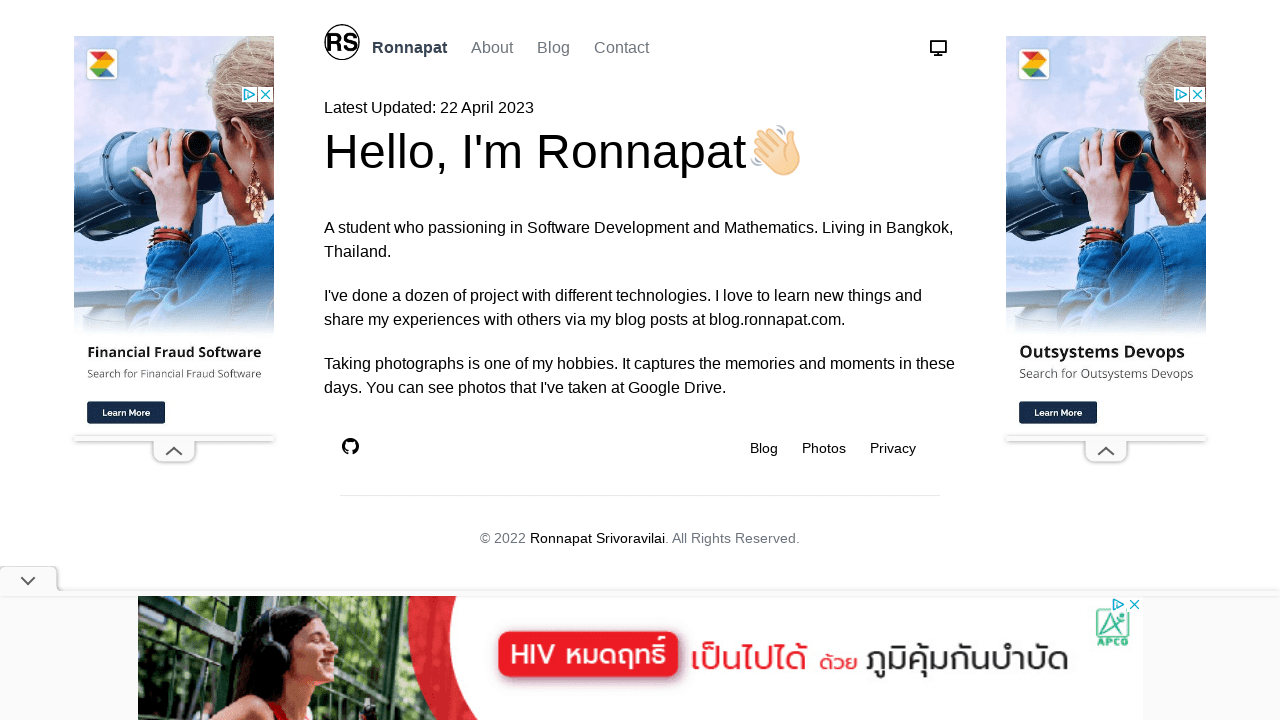 RS
Ronnapat About Blog Contact
Latest Updated: 22 April 2023
Hello, I'm Ronnapat👋🏻
A student who passioning in Software Development and Mathematics. Living in Bangkok,
Thailand.
I've done a dozen of project with different technologies. I love to learn new things and
share my experiences with others via my blog posts at blog.ronnapat.com.
Taking photographs is one of my hobbies. It captures the memories and moments in these
days. You can see photos that I've taken at Google Drive.
Blog Photos Privacy
© 2022 Ronnapat Srivoravilai. All Rights Reserved.
Financial Fraud Software
Search for Financial Fraud Software
Learn More
Outsystems Devops
Search for Outsystems Devops
Learn More
HIV หมดฤทธิ์ เป็นไปได้ ด้วย ภูมิคุ้มกันบำบัด
APCO